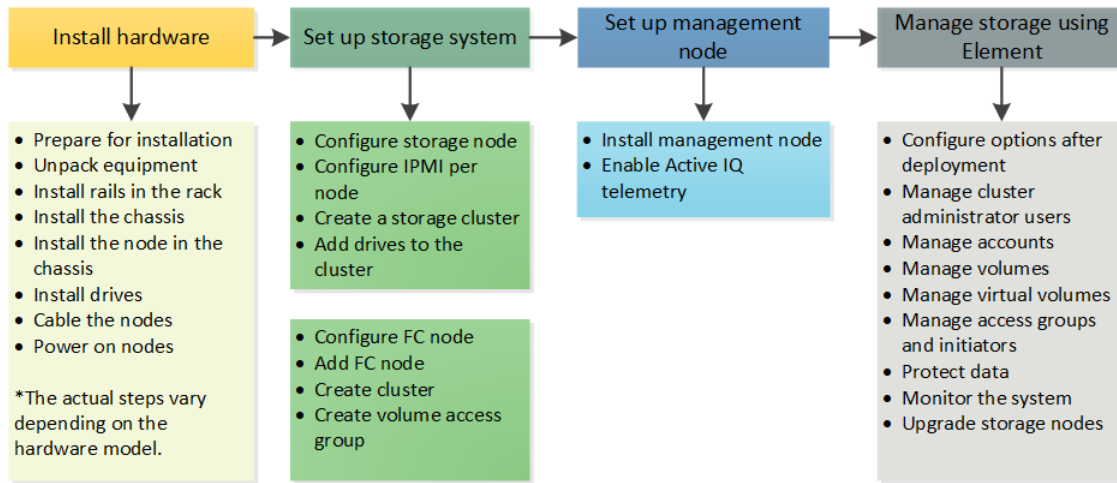 Install hardware
Set up storage system
Set up management
node
Manage storage using
Element
• Prepare for installation
• Unpack equipment
• Install rails in the rack
• Install the chassis
• Install the node in the
chassis
• Install drives
• Cable the nodes
• Power on nodes
*The actual steps vary
depending on the
hardware model.
• Configure storage node
• Configure IPMI per
node
• Create a storage cluster
• Add drives to the
cluster
• Configure FC node
• Add FC node
• Create cluster
• Create volume access
group
• Install management node
• Enable Active IQ
telemetry
• Configure options after
deployment
• Manage cluster
administrator users
• Manage accounts
• Manage volumes
• Manage virtual volumes
• Manage access groups
and initiators
• Protect data
• Monitor the system
• Upgrade storage nodes